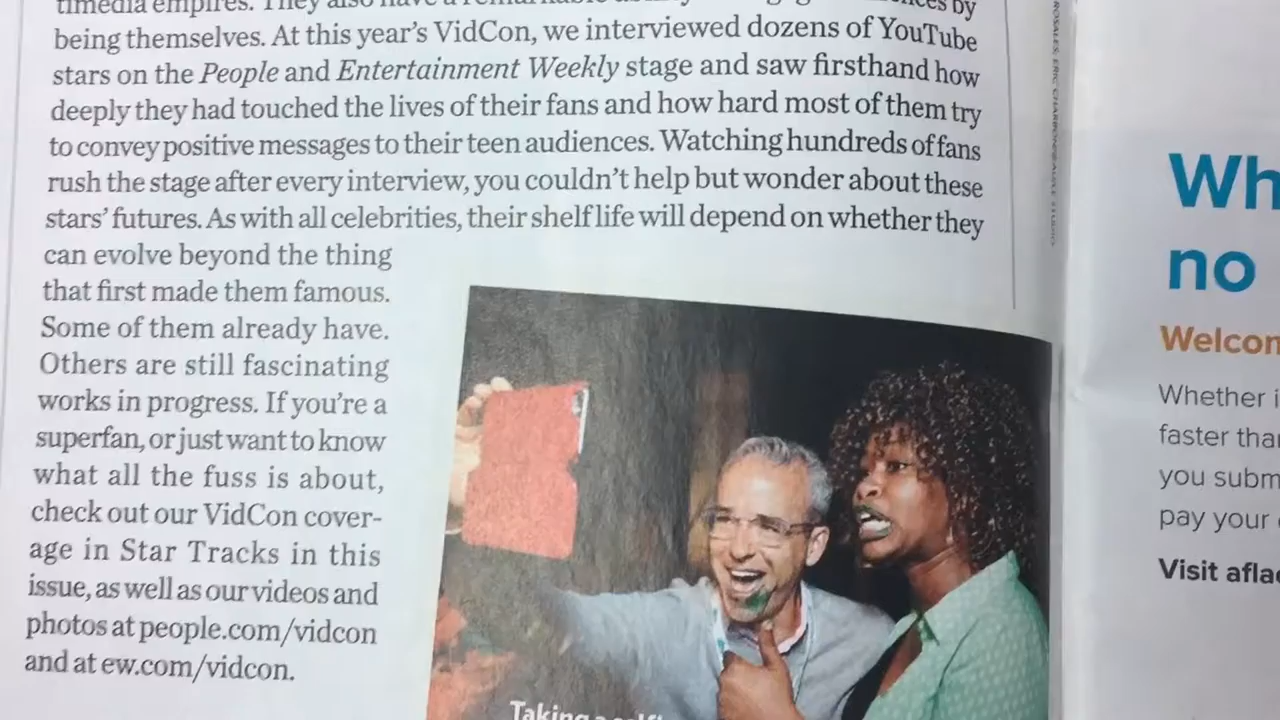 timedia empires. They also have a
being themselves. At this year's VidCon, we interviewed dozens of YouTube
stars on the People and Entertainment Weekly stage and saw firsthand how
deeply they had touched the lives of their fans and how hard most of them try
to convey positive messages to their teen audiences. Watching hundreds of fans
rush the stage after every interview, you couldn't help but wonder about these
stars' futures. As with all celebrities, their shelf life will depend on whether they
can evolve beyond the thing
that first made them famous.
Some of them already have.
Others are still fascinating
works in progress. If you're a
superfan, or just want to know
what all the fuss is about,
check out our VidCon cover-
age in Star Tracks in this
issue, as well as our videos and
photos at people.com/vidcon
and at ew.com/vidcon.
Taking a
Wh
no
Welcom
Whether i
faster tha
you subm
pay your
Visit afla